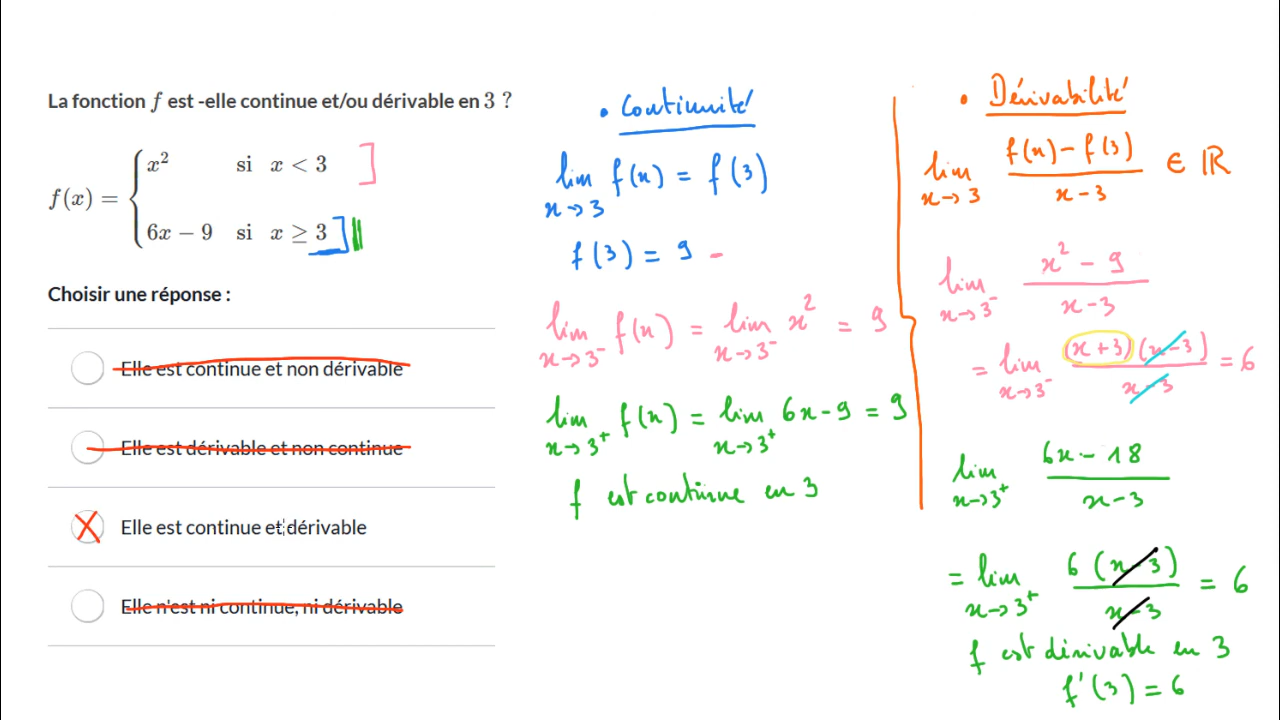 La fonction f est -elle continue et/ou dérivable en 3 ?
f(x) = { x² si x < 3
6x − 9 si x ≥ 3
Choisir une réponse :
Elle est continue et non dérivable
Elle est dérivable et non continue
X Elle est continue et dérivable
Elle n'est ni continue, ni dérivable
• Continuité
lim x→3 f(x) = f(3)
f(3) = 9 -
lim x→3⁻ f(x) = lim x→3⁻ x² = 9
lim x→3⁺ f(x) = lim x→3⁺ 6x-9 = 9
f est continue en 3
• Dérivabilité
lim x→3 (f(x) - f(3))/(x-3) ∈ ℝ
lim x→3⁻ (x² - 9)/(x-3)
= lim x→3⁻ ((x+3)(x-3))/(x-3) = 6
lim x→3⁺ (6x - 18)/(x-3)
= lim x→3⁺ (6(x-3))/(x-3) = 6
f est dérivable en 3
f'(3) = 6